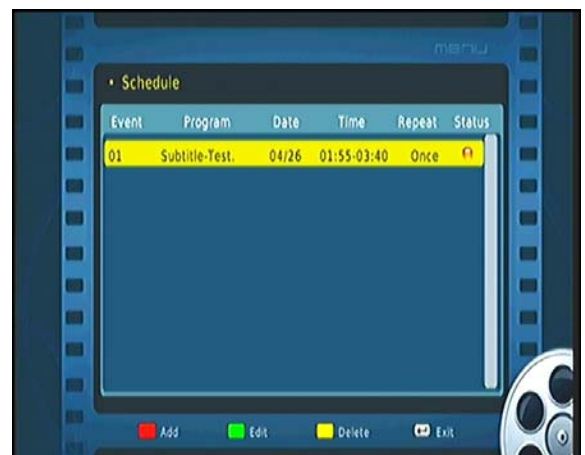 menu
• Schedule
Event Program Date Time Repeat Status
01 Subtitle-Test. 04/26 01:55-03:40 Once
Add Edit Delete Exit